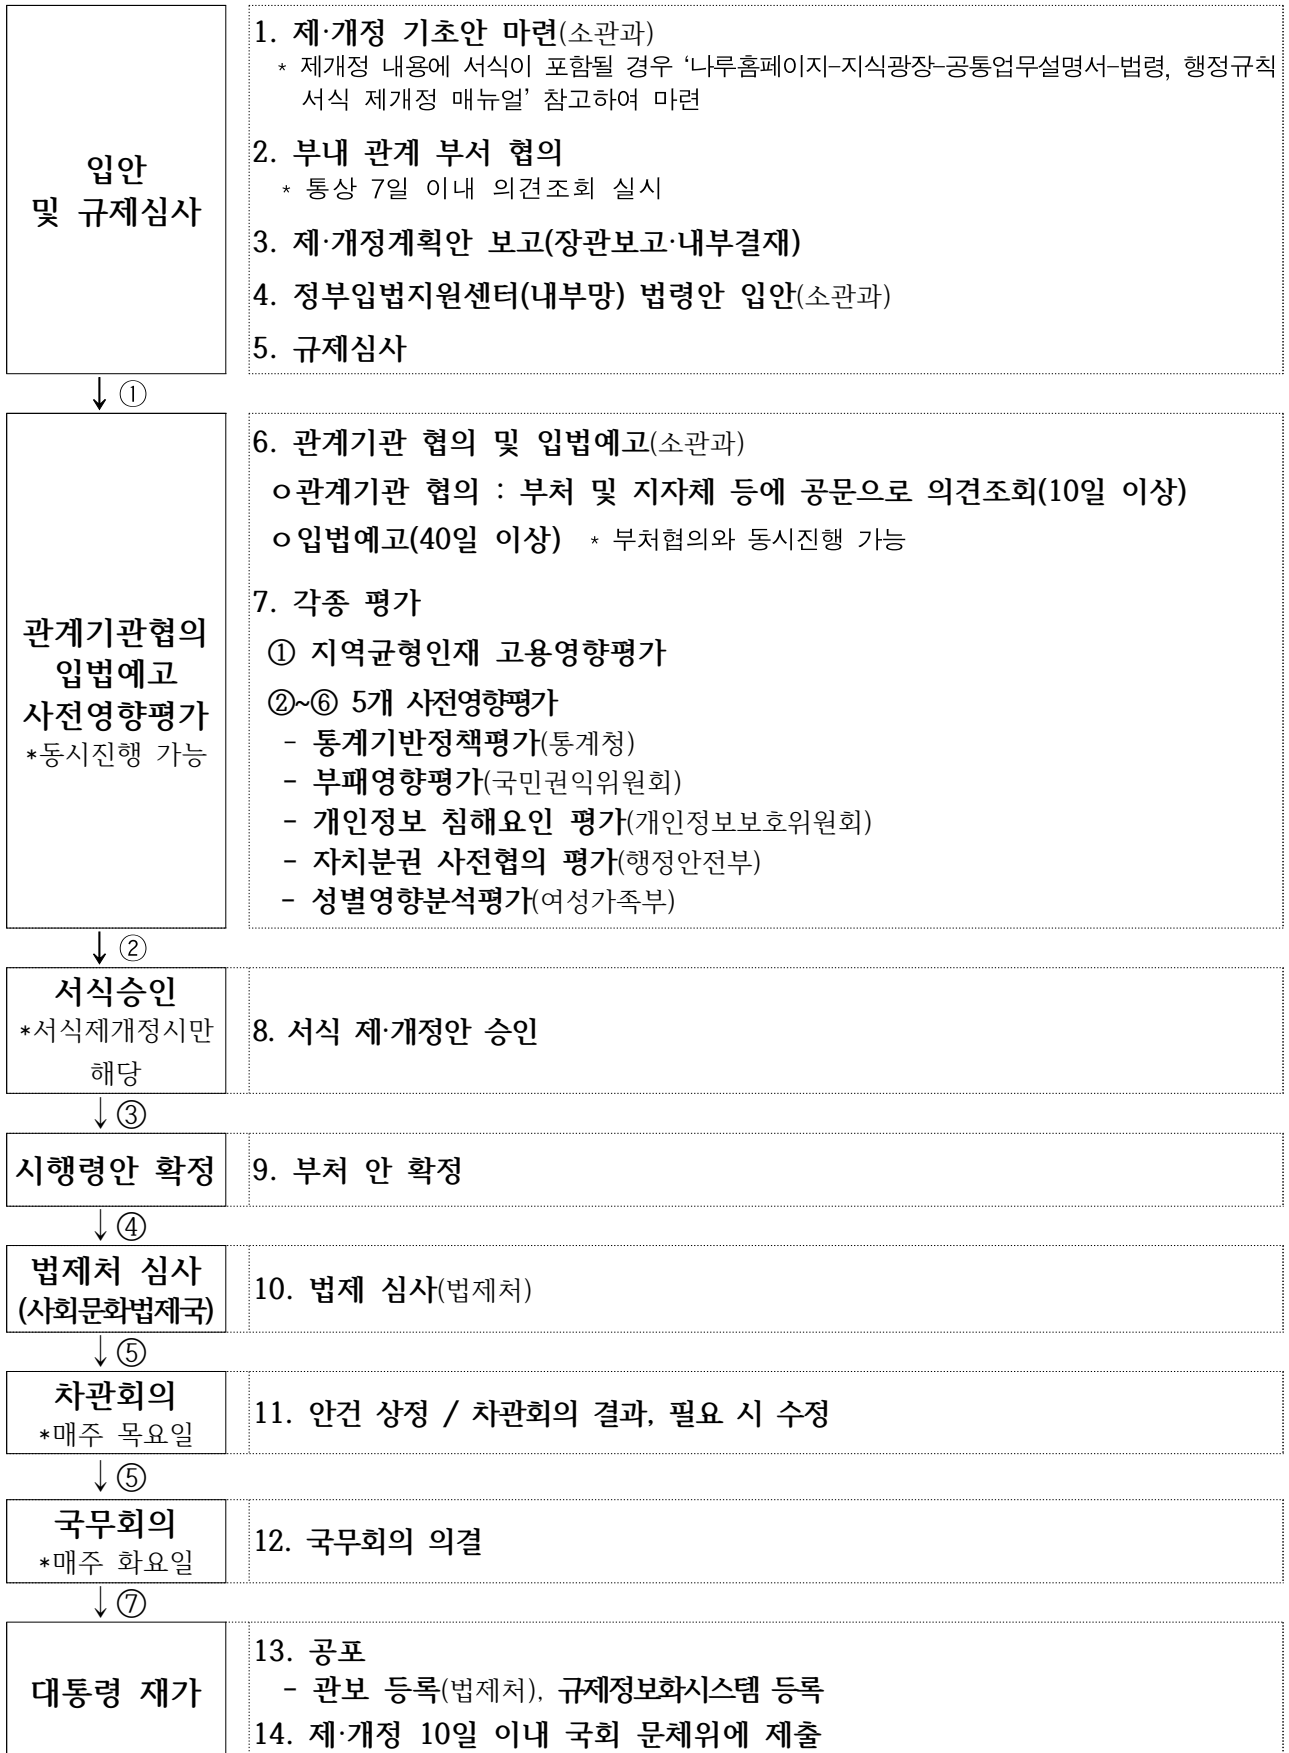 입안
및 규제심사
1. 제·개정 기초안 마련(소관과)
* 제개정 내용에 서식이 포함될 경우 '나루홈페이지-지식광장-공통업무설명서-법령, 행정규칙
서식 제개정 매뉴얼' 참고하여 마련
2. 부내 관계 부서 협의
* 통상 7일 이내 의견조회 실시
3. 제·개정계획안 보고(장관보고·내부결재)
4. 정부입법지원센터(내부망) 법령안 입안(소관과)
5. 규제심사
↓ ①
관계기관협의
입법예고
사전영향평가
*동시진행 가능
6. 관계기관 협의 및 입법예고(소관과)
ㅇ관계기관 협의 : 부처 및 지자체 등에 공문으로 의견조회(10일 이상)
ㅇ입법예고(40일 이상) * 부처협의와 동시진행 가능
7. 각종 평가
① 지역균형인재 고용영향평가
②~⑥ 5개 사전영향평가
- 통계기반정책평가(통계청)
- 부패영향평가(국민권익위원회)
- 개인정보 침해요인 평가(개인정보보호위원회)
- 자치분권 사전협의 평가(행정안전부)
- 성별영향분석평가(여성가족부)
↓ ②
서식승인
*서식제개정시만
해당
8. 서식 제·개정안 승인
↓ ③
시행령안 확정
9. 부처 안 확정
↓ ④
법제처 심사
(사회문화법제국)
10. 법제 심사(법제처)
↓ ⑤
차관회의
*매주 목요일
11. 안건 상정 / 차관회의 결과, 필요 시 수정
↓ ⑤
국무회의
*매주 화요일
12. 국무회의 의결
↓ ⑦
대통령 재가
13. 공포
- 관보 등록(법제처), 규제정보화시스템 등록
14. 제·개정 10일 이내 국회 문체위에 제출